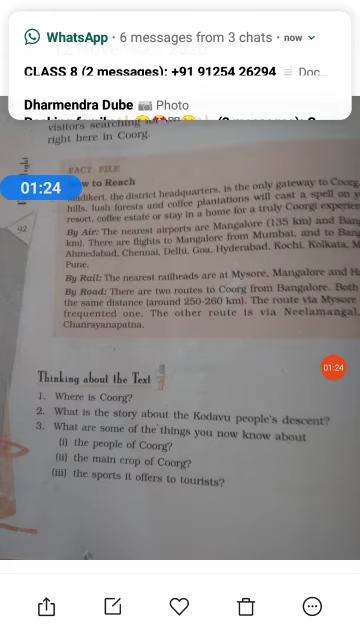 WhatsApp · 6 messages from 3 chats · now
CLASS 8 (2 messages): +91 91254 26294 Doc...
Dharmendra Dube Photo
visitors searching
right here in Coorg.
01:24
FACT FILE
w to Reach
adikeri, the district headquarters, is the only gateway to Coorg.
hills, lush forests and coffee plantations will cast a spell on y
resort, coffee estate or stay in a home for a truly Coorgi experien
92
By Air: The nearest airports are Mangalore (135 km) and Ban
km). There are flights to Mangalore from Mumbai, and to Bang
Ahmedabad, Chennai, Delhi, Goa, Hyderabad, Kochi, Kolkata, M
Pune.
By Rail: The nearest railheads are at Mysore, Mangalore and Ha
By Road: There are two routes to Coorg from Bangalore. Both
the same distance (around 250-260 km). The route via Mysore
frequented one. The other route is via Neelamangal,
Chanrayanapatna.
01:24
Thinking about the Text
1. Where is Coorg?
2. What is the story about the Kodavu people's descent?
3. What are some of the things you now know about
(i) the people of Coorg?
(ii) the main crop of Coorg?
(iii) the sports it offers to tourists?